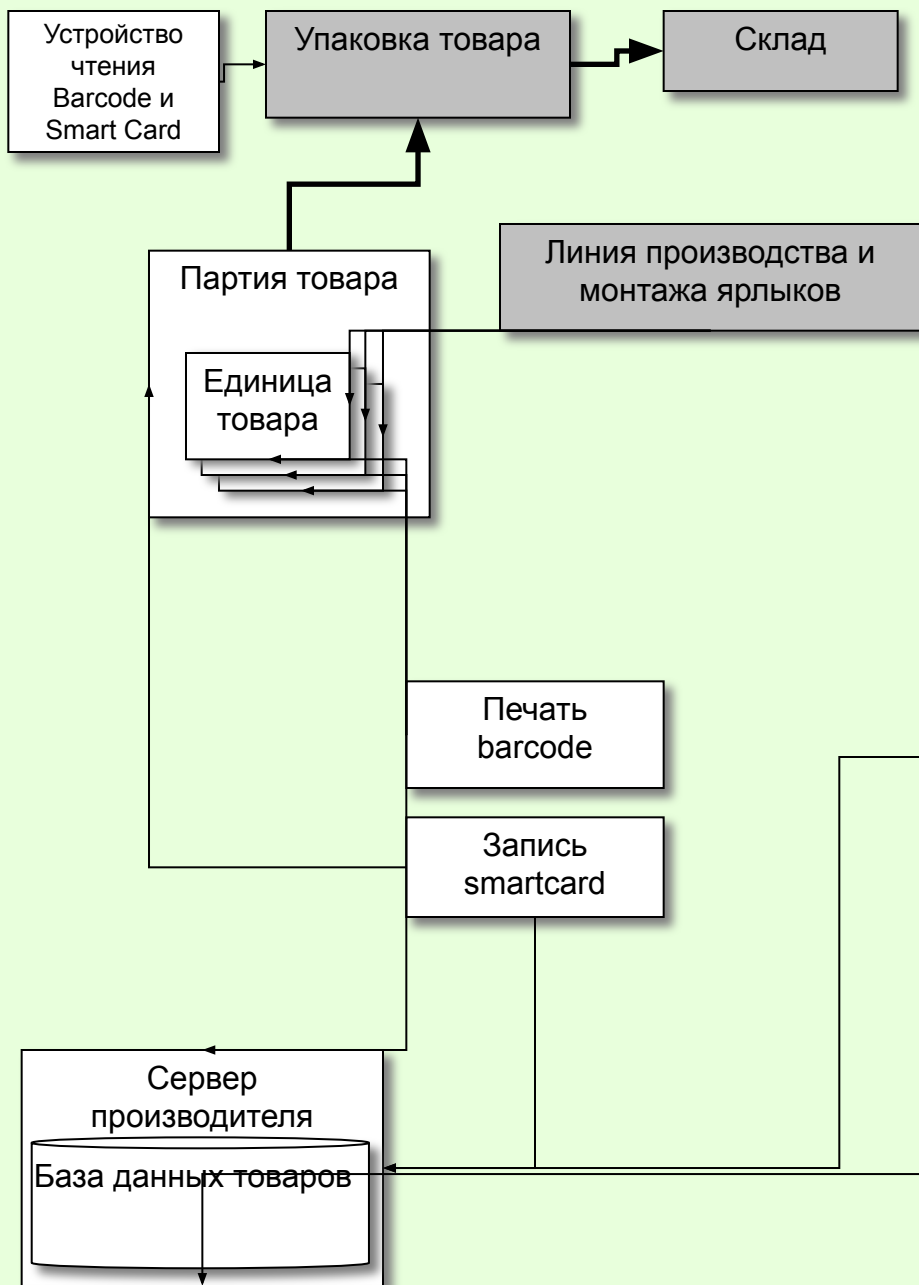 Устройство
чтения
Barcode и
Smart Card
Упаковка товара
Склад
Партия товара
Линия производства и
монтажа ярлыков
Единица
товара
Печать
barcode
Запись
smartcard
Сервер
производителя
База данных товаров